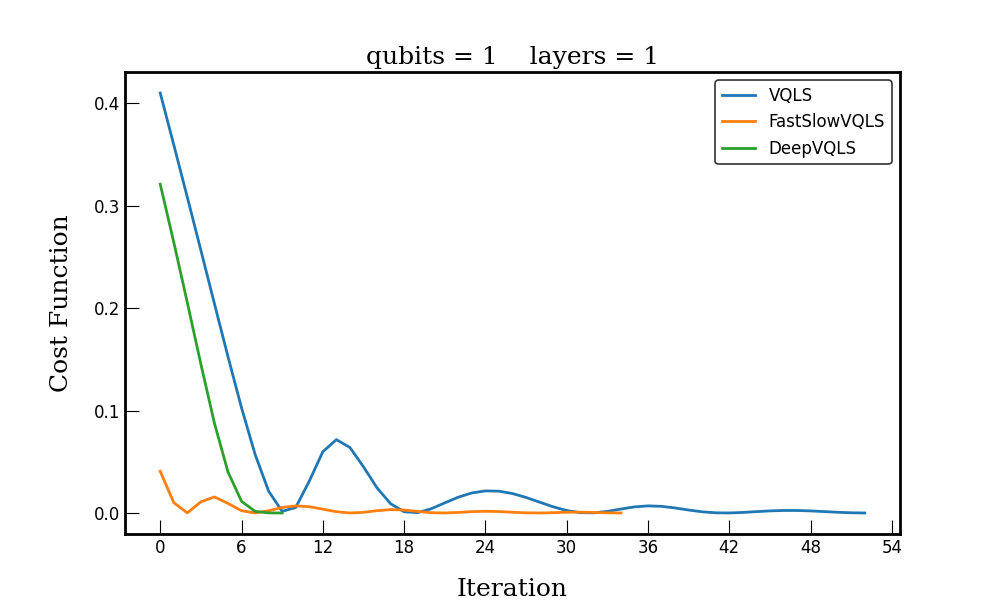 qubits = 1    layers = 1
VQLS
FastSlowVQLS
DeepVQLS
Cost Function
0.4
0.3
0.2
0.1
0.0
0 6 12 18 24 30 36 42 48 54
Iteration